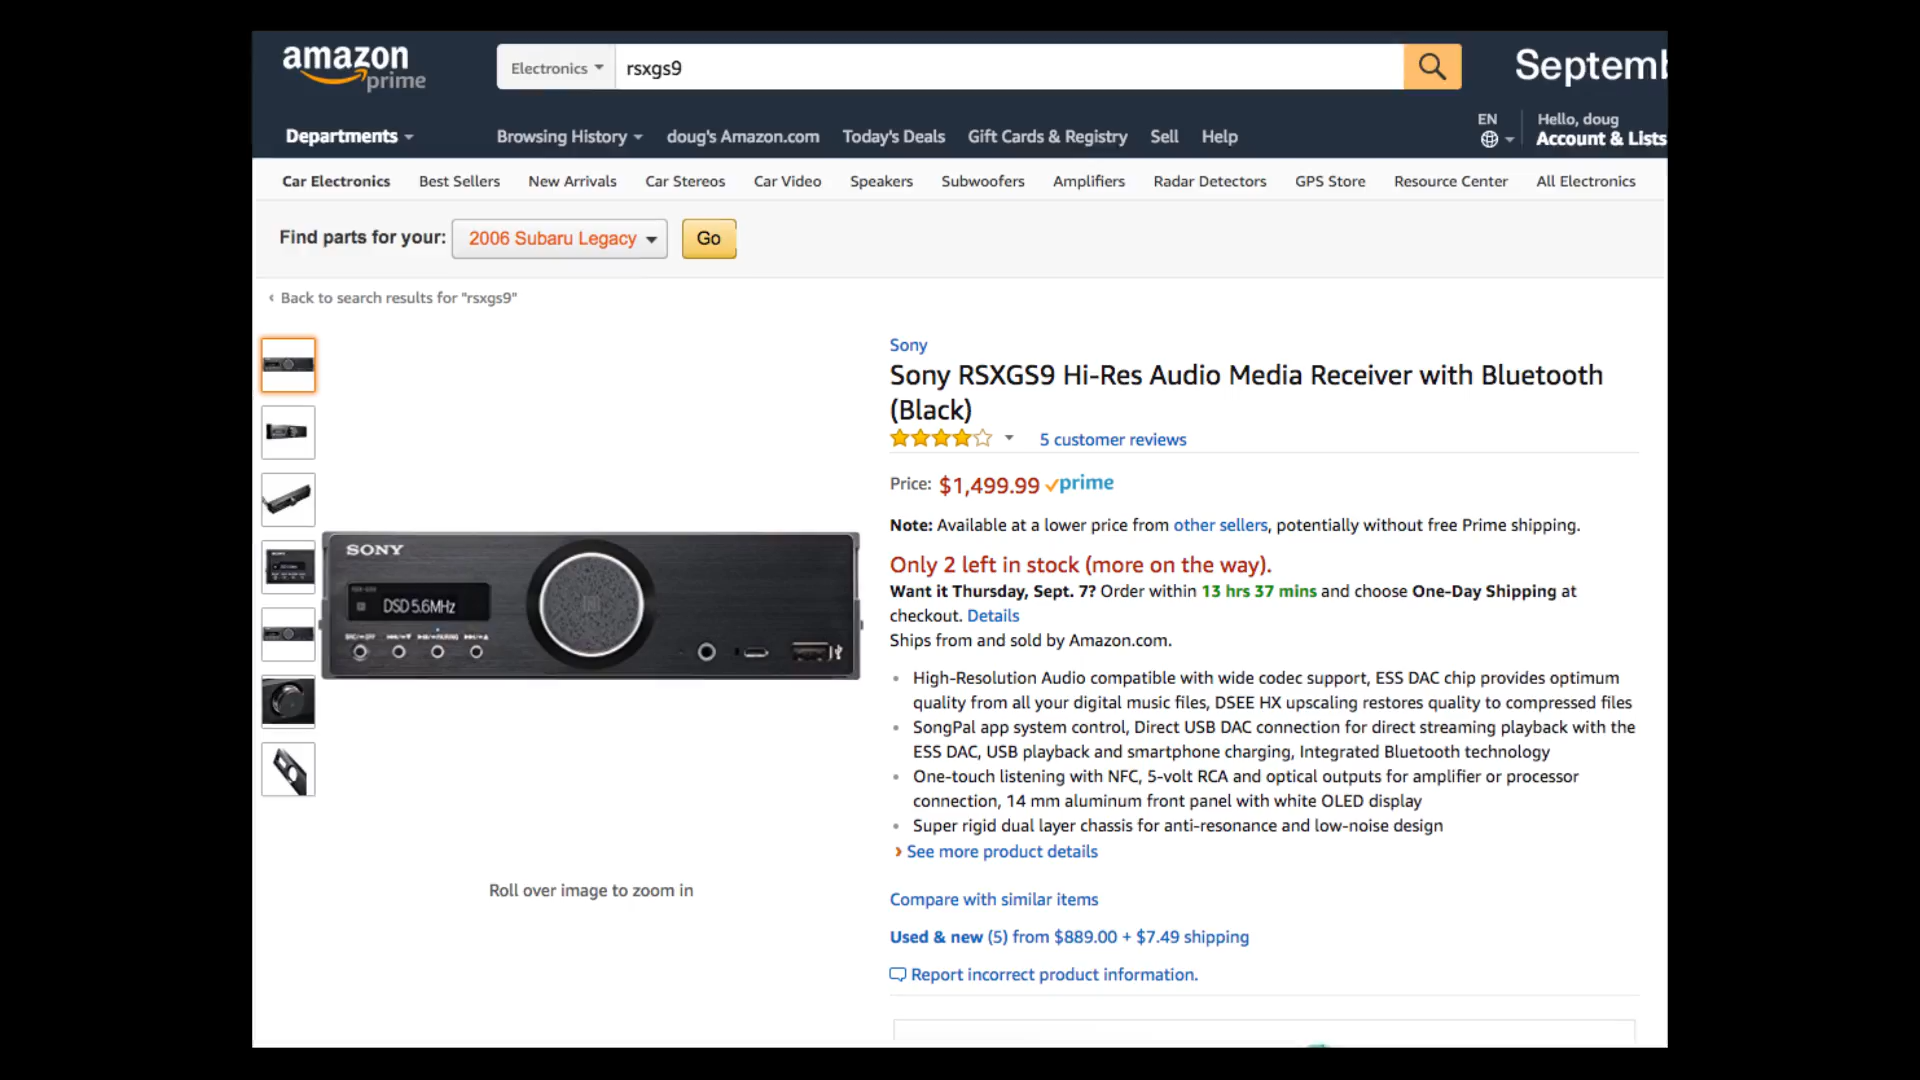 amazon
prime
Electronics
rsxgs9
Septemb
Departments
Browsing History
doug's Amazon.com
Today's Deals
Gift Cards & Registry
Sell
Help
EN
Hello, doug
Account & Lists
Car Electronics
Best Sellers
New Arrivals
Car Stereos
Car Video
Speakers
Subwoofers
Amplifiers
Radar Detectors
GPS Store
Resource Center
All Electronics
Find parts for your:
2006 Subaru Legacy
Go
‹ Back to search results for "rsxgs9"
Sony
Sony RSXGS9 Hi-Res Audio Media Receiver with Bluetooth
(Black)
5 customer reviews
Price: $1,499.99 prime
Note: Available at a lower price from other sellers, potentially without free Prime shipping.
Only 2 left in stock (more on the way).
Want it Thursday, Sept. 7? Order within 13 hrs 37 mins and choose One-Day Shipping at
checkout. Details
Ships from and sold by Amazon.com.
• High-Resolution Audio compatible with wide codec support, ESS DAC chip provides optimum
quality from all your digital music files, DSEE HX upscaling restores quality to compressed files
• SongPal app system control, Direct USB DAC connection for direct streaming playback with the
ESS DAC, USB playback and smartphone charging, Integrated Bluetooth technology
• One-touch listening with NFC, 5-volt RCA and optical outputs for amplifier or processor
connection, 14 mm aluminum front panel with white OLED display
• Super rigid dual layer chassis for anti-resonance and low-noise design
› See more product details
Compare with similar items
Used & new (5) from $889.00 + $7.49 shipping
Report incorrect product information.
SONY
DSD 5.6MHz
Roll over image to zoom in